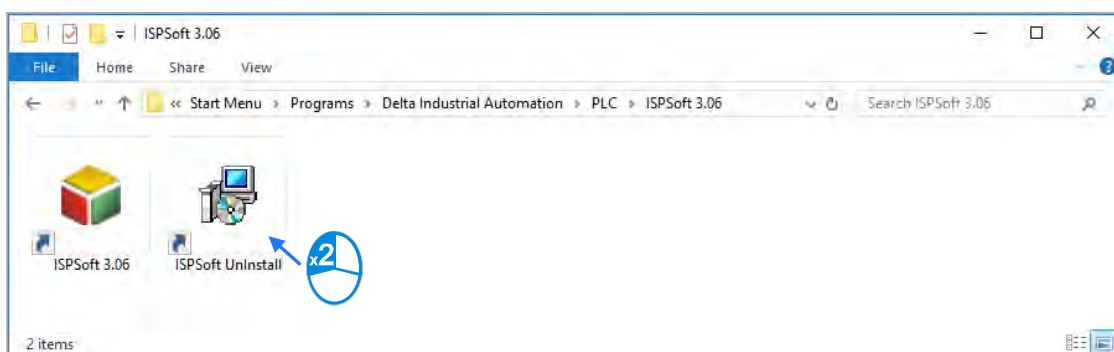 ISPSoft 3.06
File Home Share View
« Start Menu > Programs > Delta Industrial Automation > PLC > ISPSoft 3.06 Search ISPSoft 3.06
ISPSoft 3.06 ISPSoft UnInstall
x2
2 items